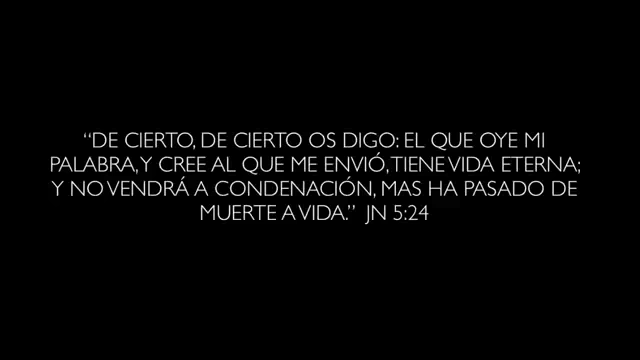 “DE CIERTO, DE CIERTO OS DIGO: EL QUE OYE MI
PALABRA, Y CREE AL QUE ME ENVIÓ, TIENE VIDA ETERNA;
Y NO VENDRÁ A CONDENACIÓN, MAS HA PASADO DE
MUERTE A VIDA.” JN 5:24